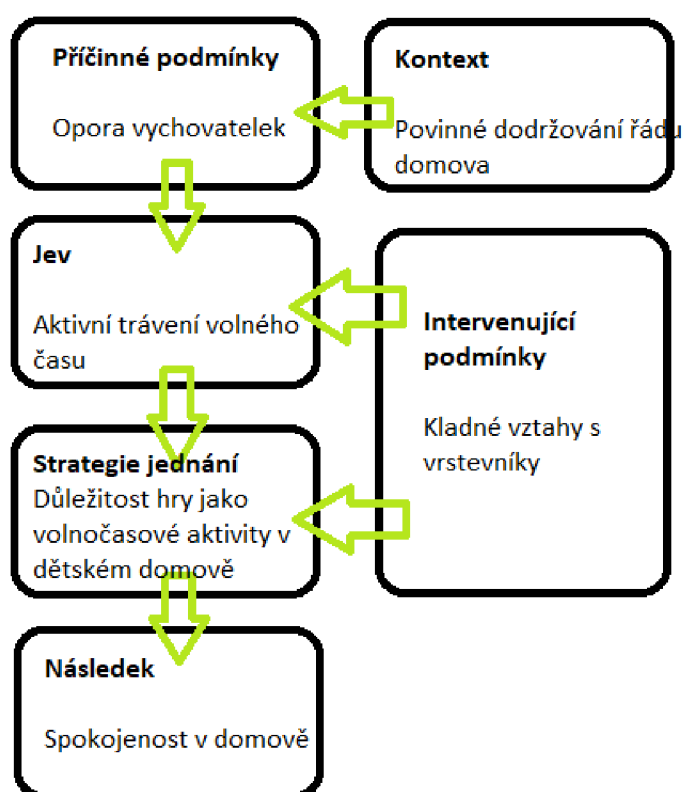 Příčinné podmínky
Opora vychovatelek
Kontext
Povinné dodržování řádu
domova
Jev
Aktivní trávení volného
času
Intervenující
podmínky
Kladné vztahy s
vrstevníky
Strategie jednání
Důležitost hry jako
volnočasové aktivity v
dětském domově
Následek
Spokojenost v domově